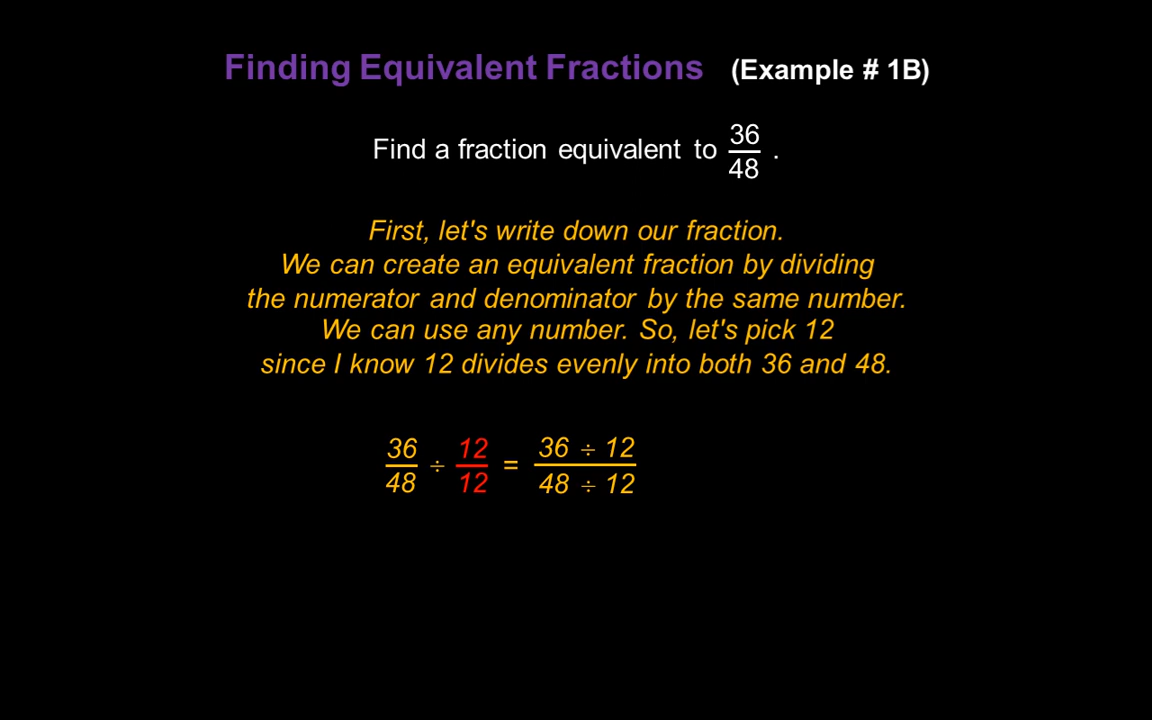 Finding Equivalent Fractions (Example # 1B)
Find a fraction equivalent to 36/48 .
First, let's write down our fraction.
We can create an equivalent fraction by dividing
the numerator and denominator by the same number.
We can use any number. So, let's pick 12
since I know 12 divides evenly into both 36 and 48.
36/48 ÷ 12/12 = 36 ÷ 12/48 ÷ 12